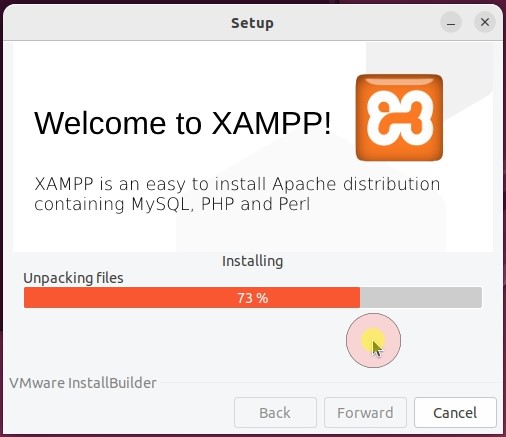 Setup
Welcome to XAMPP!
XAMPP is an easy to install Apache distribution
containing MySQL, PHP and Perl
Installing
Unpacking files
73 %
VMware InstallBuilder
Back
Forward
Cancel